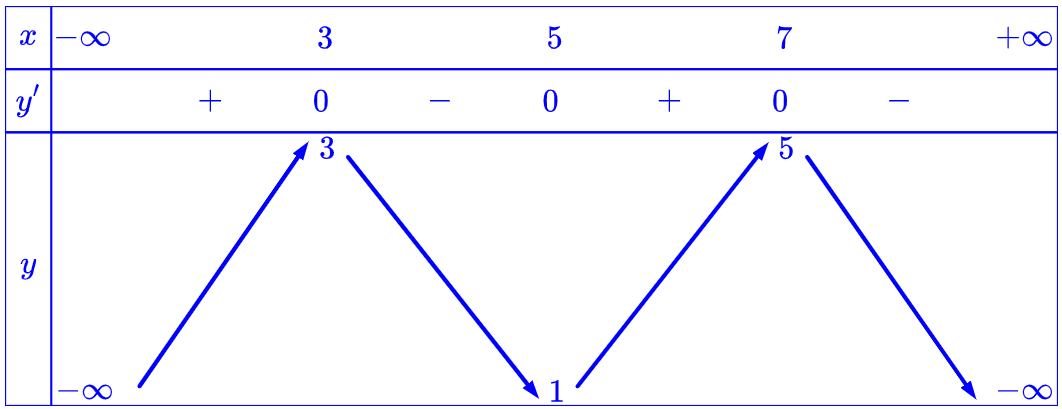 x −∞ 3 5 7 +∞
y′ + 0 − 0 + 0 −
3 5
y
−∞ 1 −∞